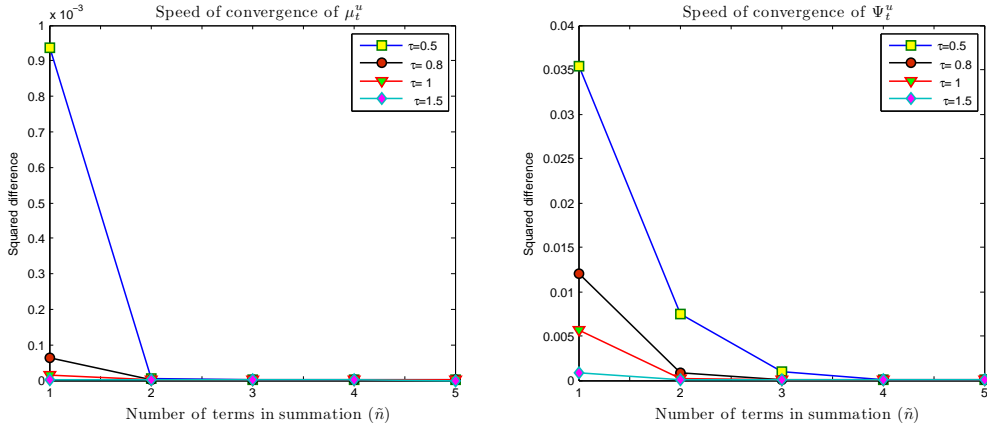 Speed of convergence of μ_t^u
x 10^-3
1
0.9
0.8
0.7
0.6
0.5
0.4
0.3
0.2
0.1
0
Squared difference
τ=0.5
τ= 0.8
τ= 1
τ=1.5
1 2 3 4 5
Number of terms in summation (ñ)
Speed of convergence of Ψ_t^u
0.04
0.035
0.03
0.025
0.02
0.015
0.01
0.005
0
Squared difference
τ=0.5
τ= 0.8
τ= 1
τ=1.5
1 2 3 4 5
Number of terms in summation (ñ)